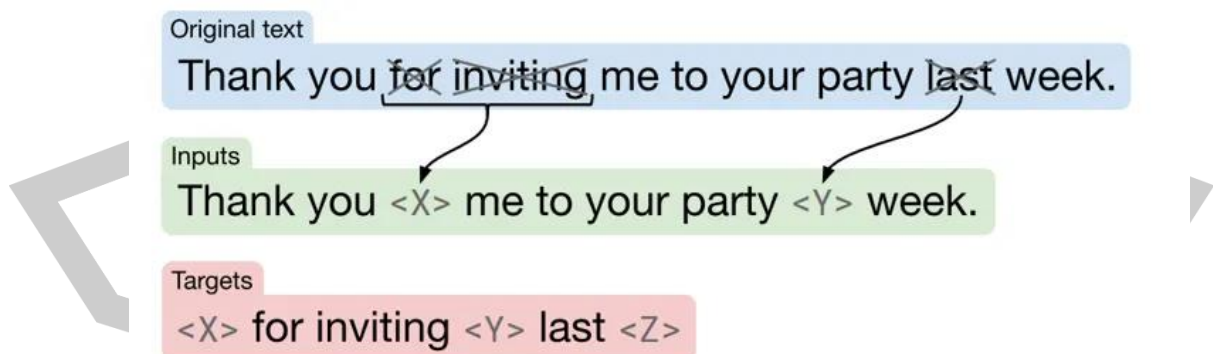 Original text
Thank you for inviting me to your party last week.
Inputs
Thank you <X> me to your party <Y> week.
Targets
<X> for inviting <Y> last <Z>